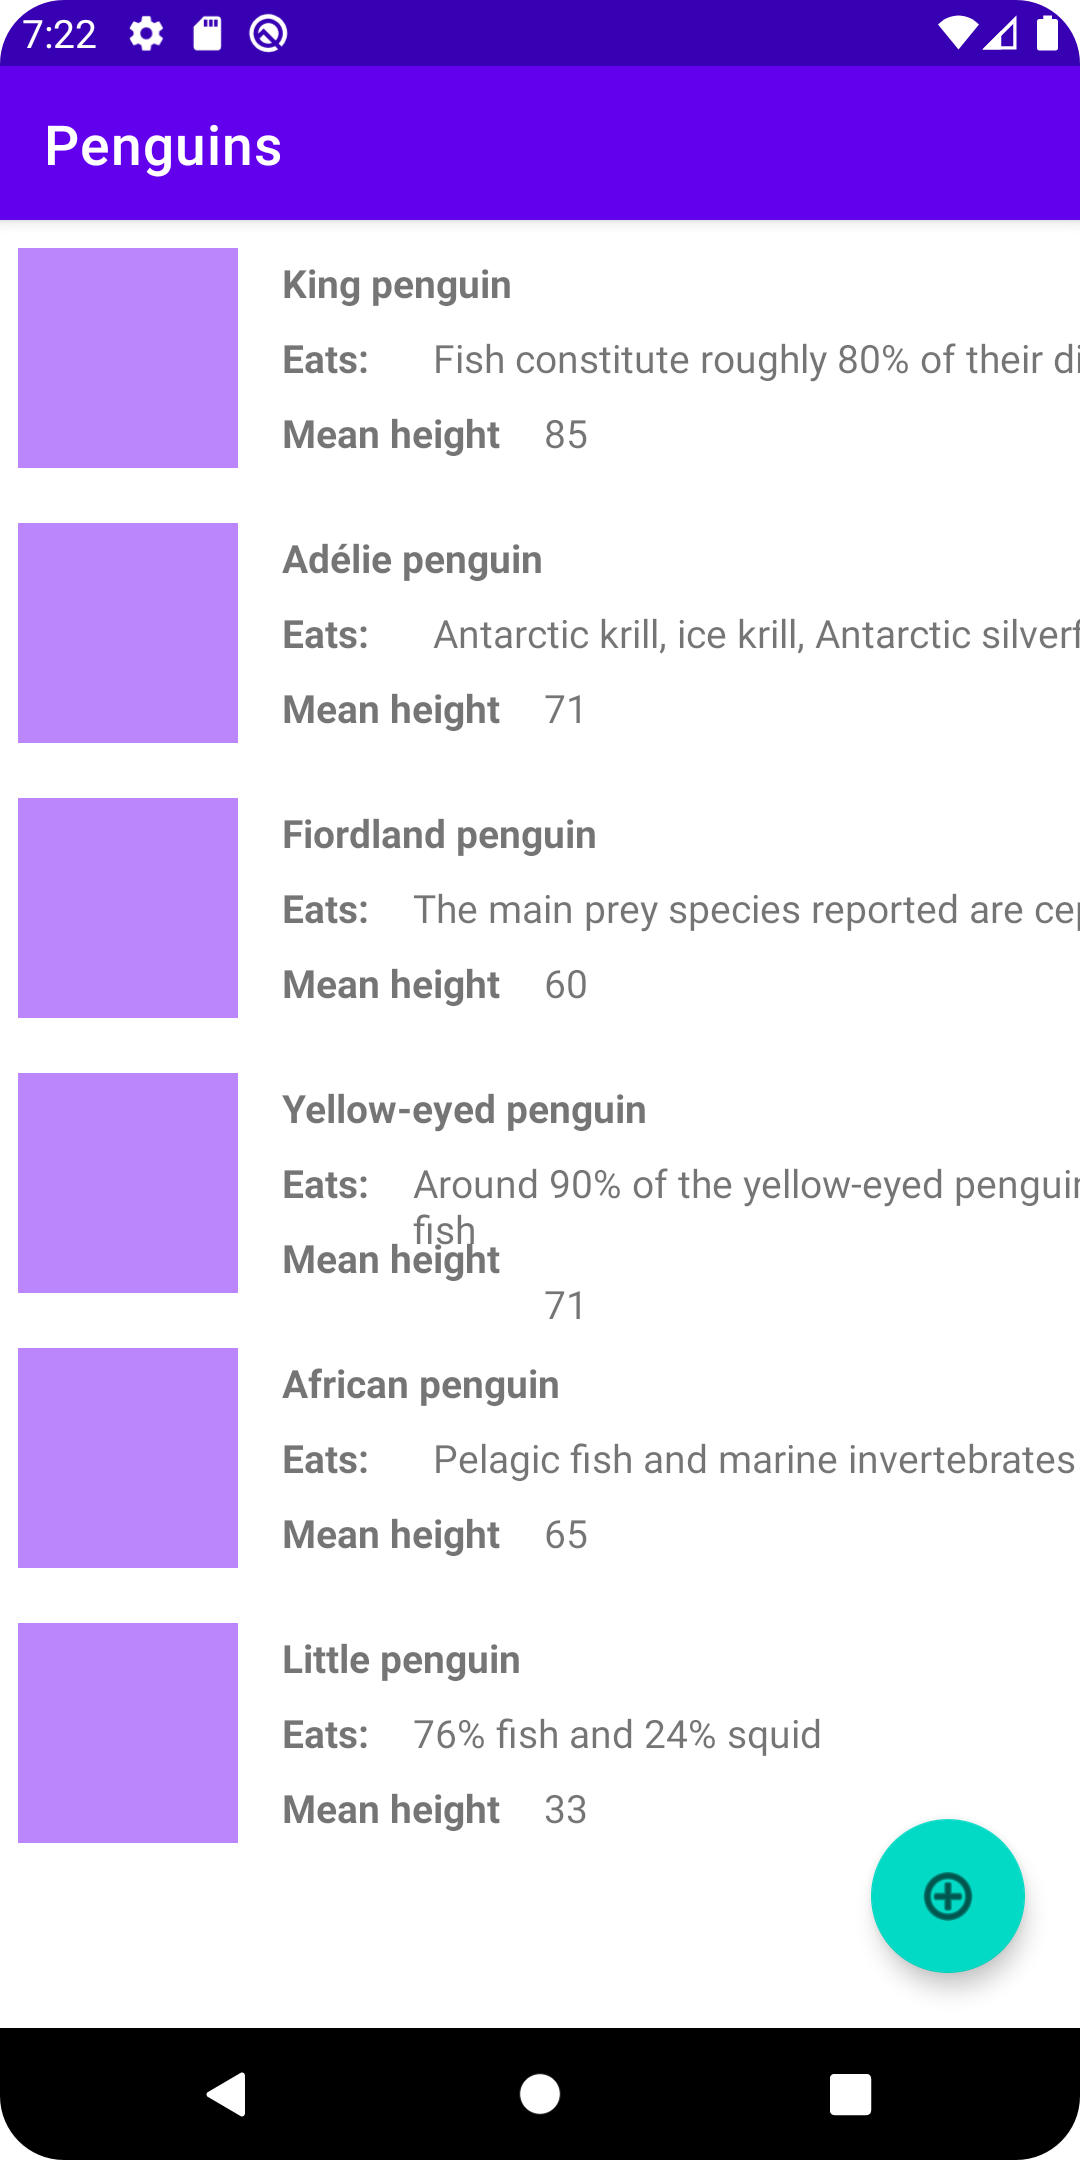 7:22
Penguins
King penguin
Eats: Fish constitute roughly 80% of their di
Mean height 85
Adélie penguin
Eats: Antarctic krill, ice krill, Antarctic silverf
Mean height 71
Fiordland penguin
Eats: The main prey species reported are cep
Mean height 60
Yellow-eyed penguin
Eats: Around 90% of the yellow-eyed penguin
fish
Mean height
71
African penguin
Eats: Pelagic fish and marine invertebrates
Mean height 65
Little penguin
Eats: 76% fish and 24% squid
Mean height 33